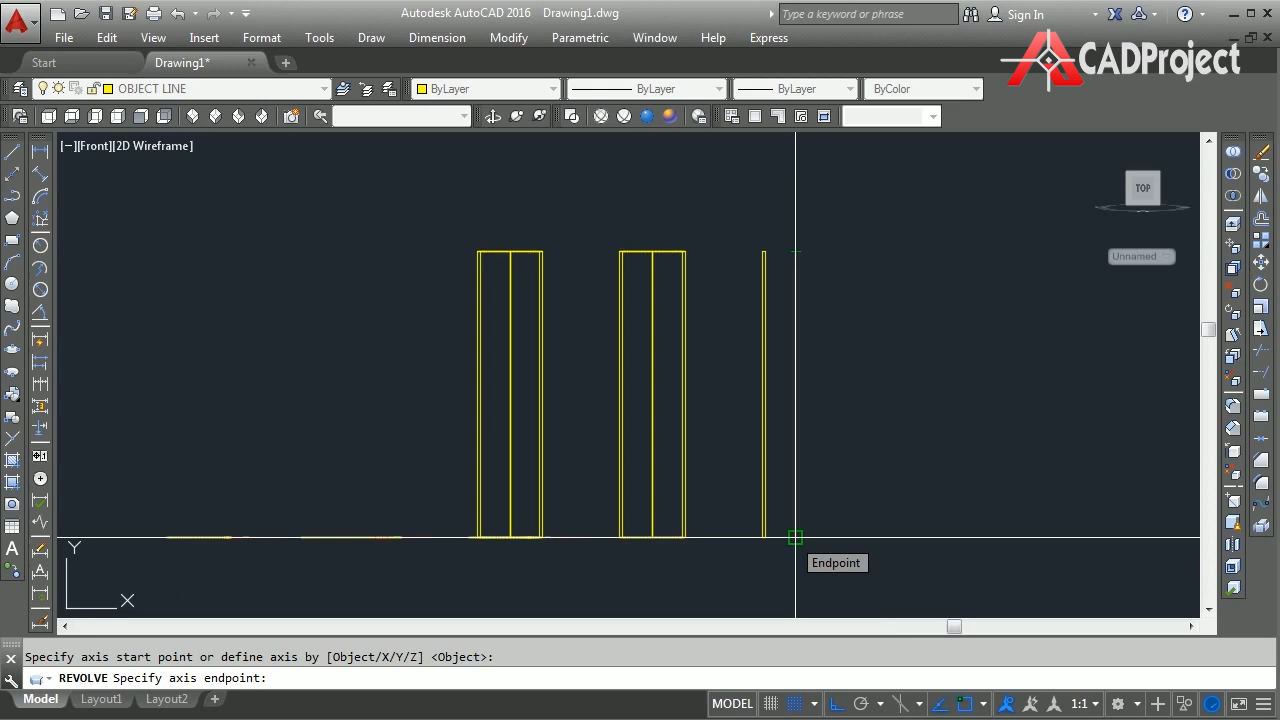 Autodesk AutoCAD 2016 Drawing1.dwg
Type a keyword or phrase
Sign In
File Edit View Insert Format Tools Draw Dimension Modify Parametric Window Help Express
ACADProject
Start
Drawing1*
OBJECT LINE
ByLayer
ByLayer
ByLayer
ByColor
[−][Front][2D Wireframe]
TOP
Unnamed
Endpoint
Y
X
A
A
Specify axis start point or define axis by [Object/X/Y/Z] <Object>:
REVOLVE Specify axis endpoint:
Model Layout1 Layout2
MODEL
1:1